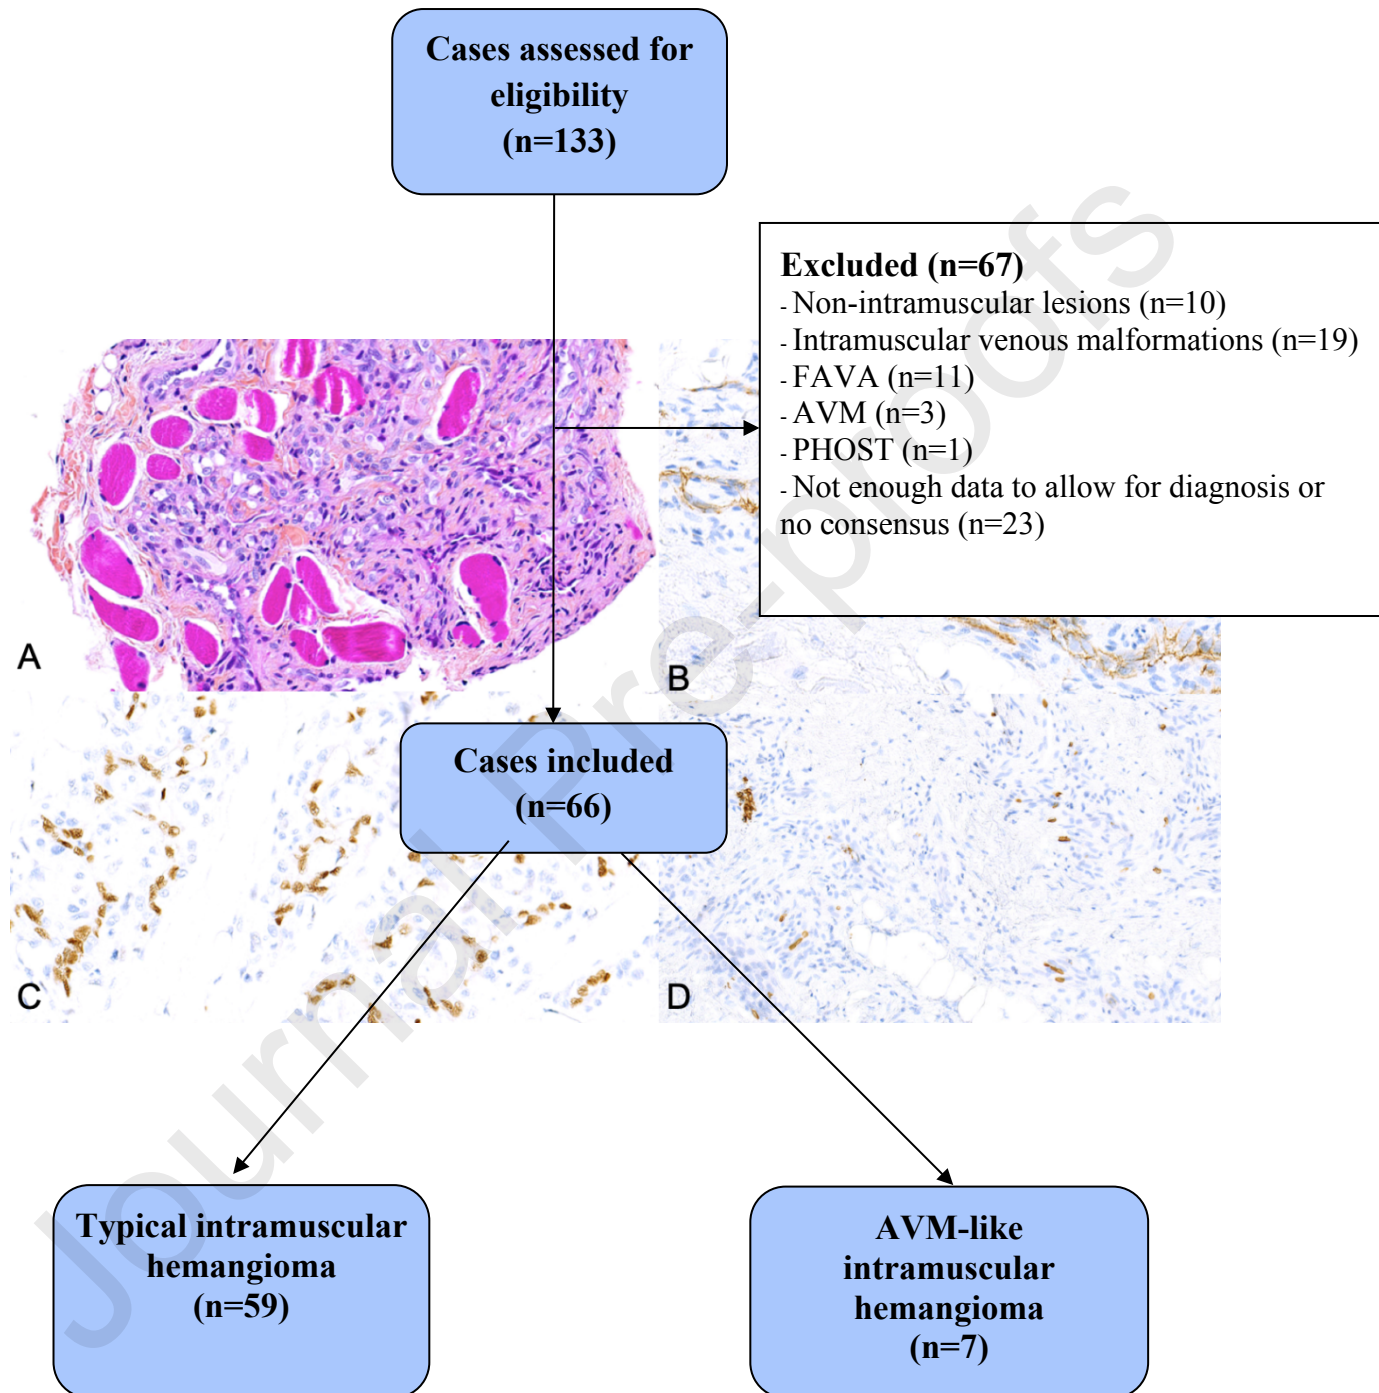 Cases assessed for
eligibility
(n=133)
Excluded (n=67)
- Non-intramuscular lesions (n=10)
- Intramuscular venous malformations (n=19)
- FAVA (n=11)
- AVM (n=3)
- PHOST (n=1)
- Not enough data to allow for diagnosis or
no consensus (n=23)
A
B
Cases included
(n=66)
C
D
Typical intramuscular
hemangioma
(n=59)
AVM-like
intramuscular
hemangioma
(n=7)
Journal Pre-proofs